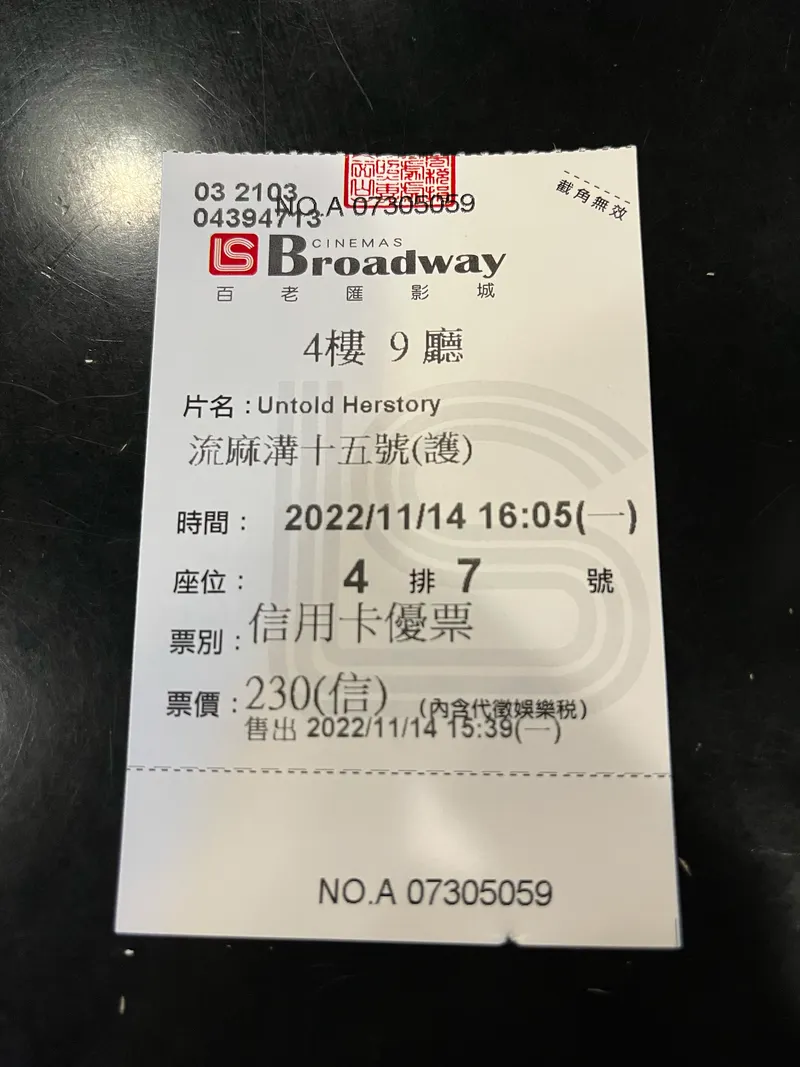 03 2103
04394713
NO.A 07305059
截角無效
LS
CINEMAS
Broadway
百老匯影城
4樓 9 廳
片名：Untold Herstory
流麻溝十五號(護)
時間： 2022/11/14 16:05(一)
座位： 4 排 7 號
票別：信用卡優票
票價：230(信) (內含代徵娛樂税)
售出 2022/11/14 15:39(一)
NO.A 07305059